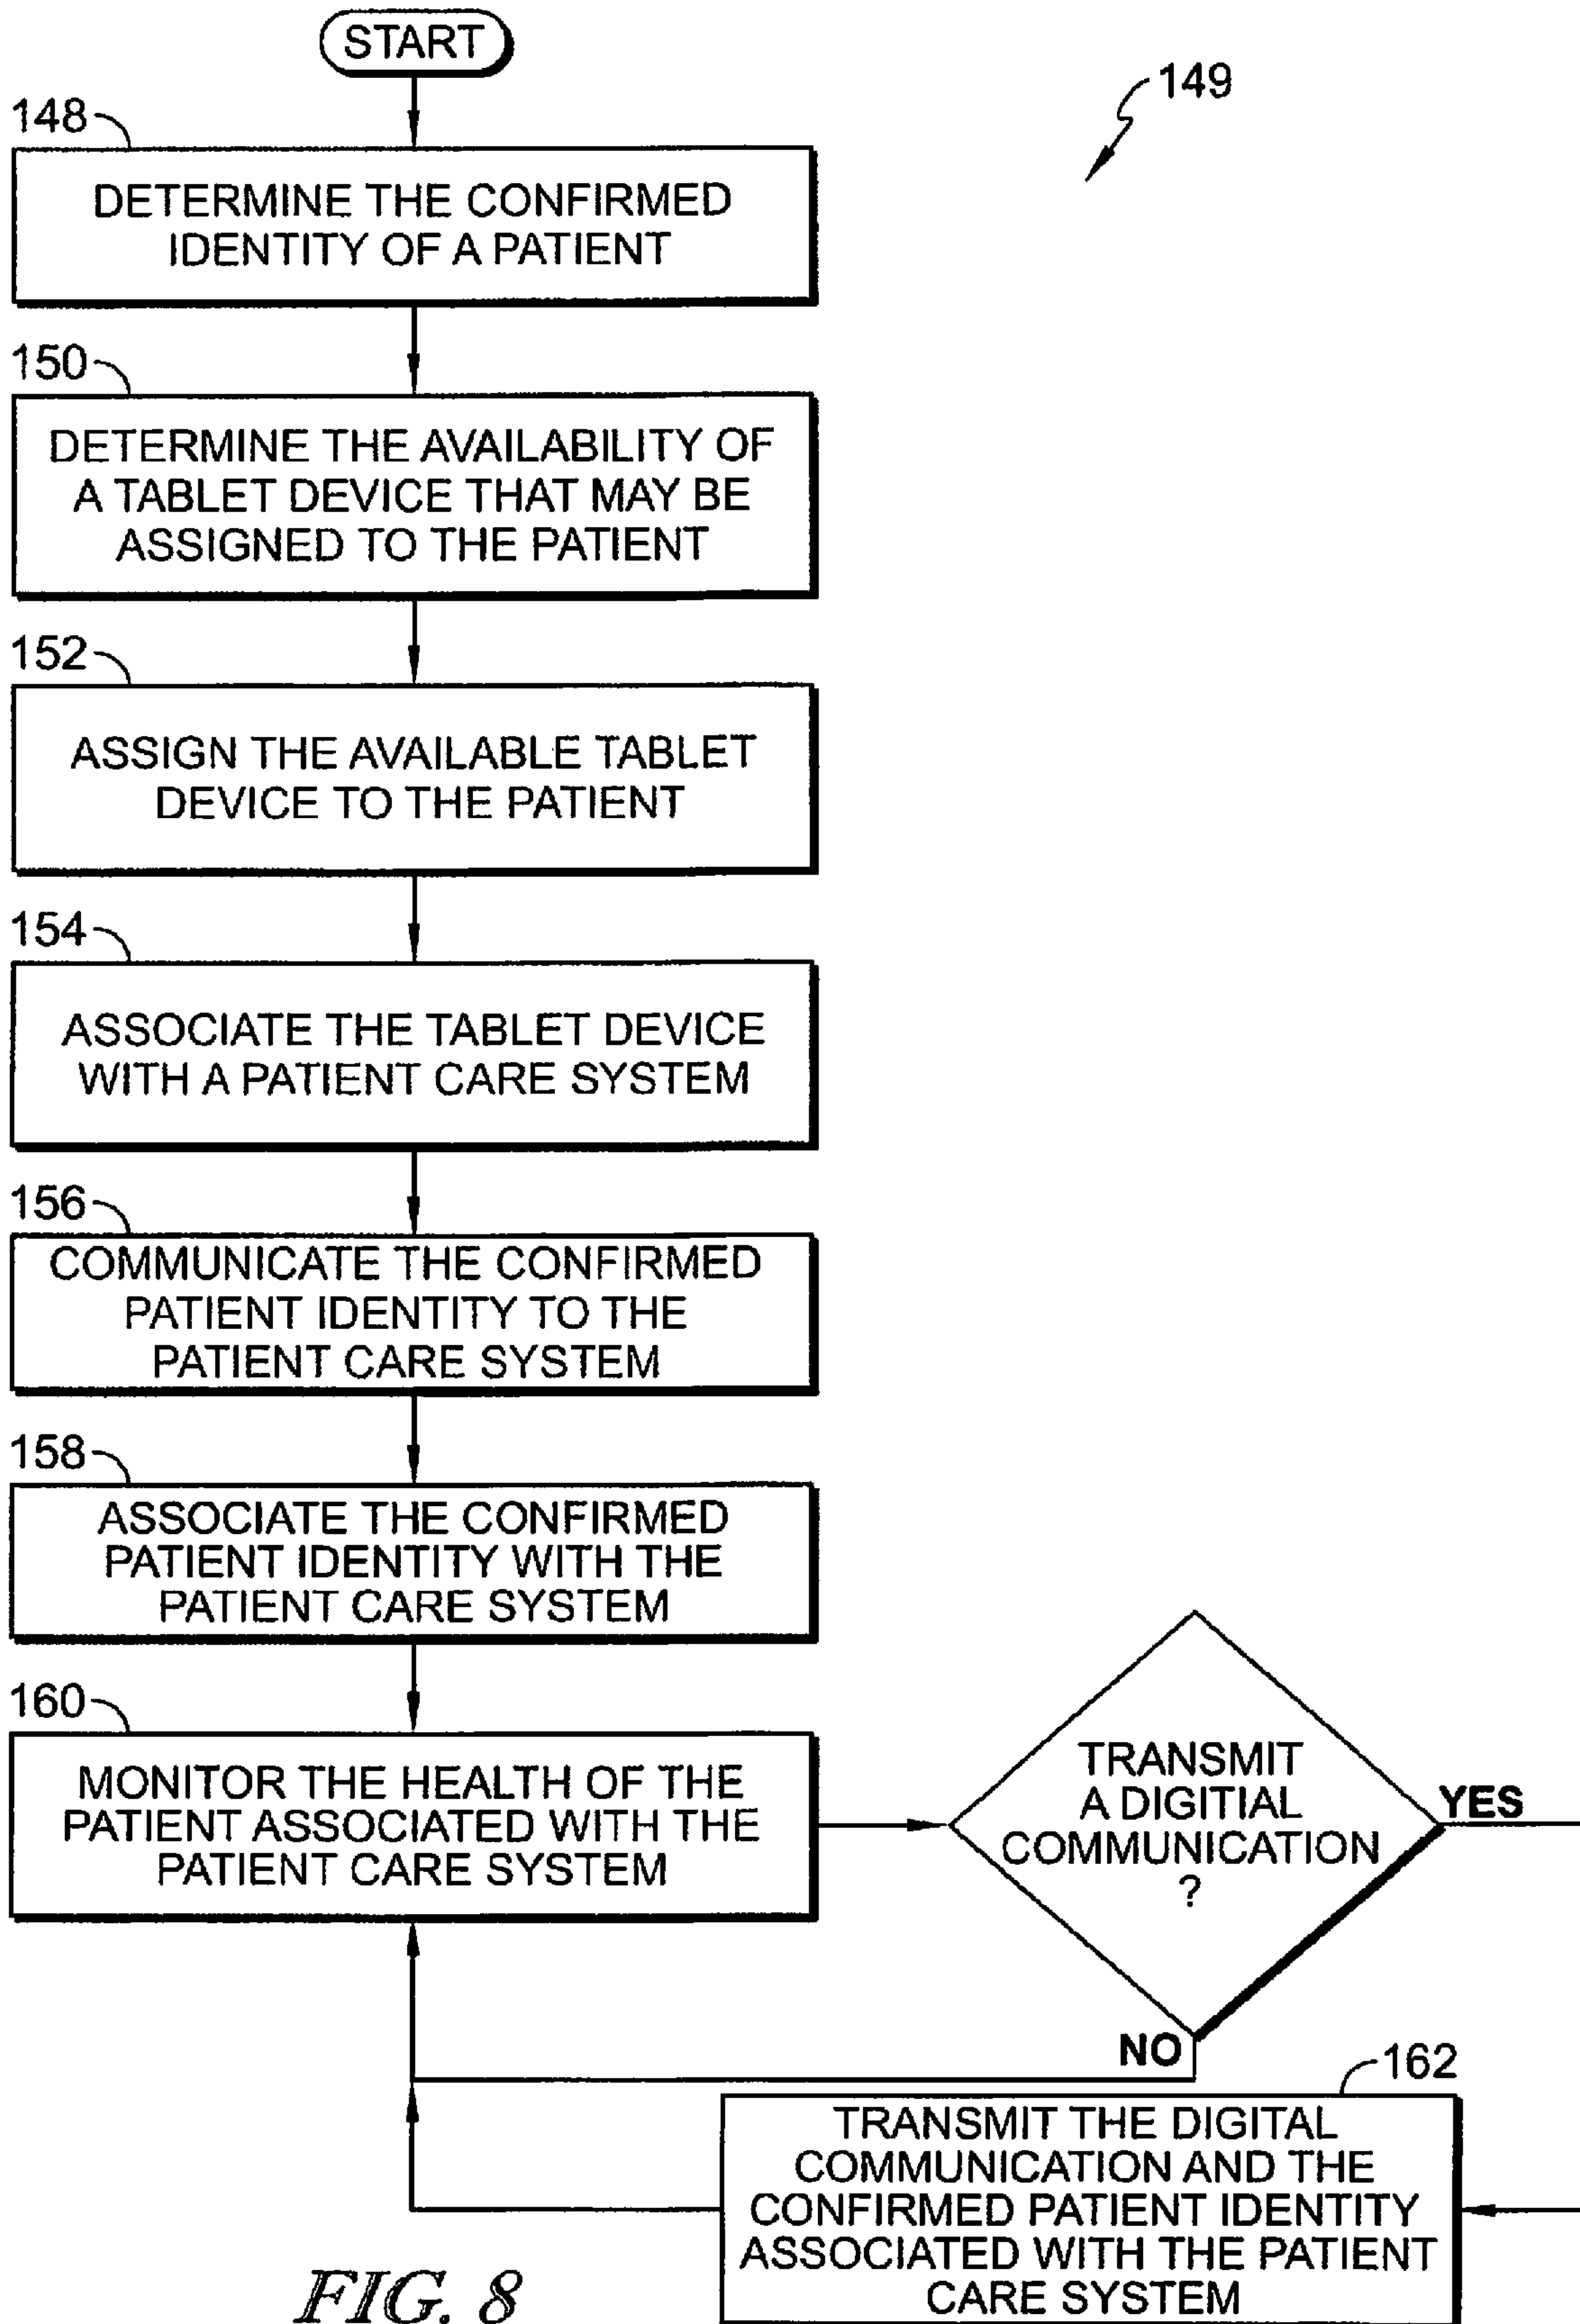 START
149
148
DETERMINE THE CONFIRMED
IDENTITY OF A PATIENT
150
DETERMINE THE AVAILABILITY OF
A TABLET DEVICE THAT MAY BE
ASSIGNED TO THE PATIENT
152
ASSIGN THE AVAILABLE TABLET
DEVICE TO THE PATIENT
154
ASSOCIATE THE TABLET DEVICE
WITH A PATIENT CARE SYSTEM
156
COMMUNICATE THE CONFIRMED
PATIENT IDENTITY TO THE
PATIENT CARE SYSTEM
158
ASSOCIATE THE CONFIRMED
PATIENT IDENTITY WITH THE
PATIENT CARE SYSTEM
160
MONITOR THE HEALTH OF THE
PATIENT ASSOCIATED WITH THE
PATIENT CARE SYSTEM
TRANSMIT
A DIGITIAL
COMMUNICATION
?
YES
NO
162
TRANSMIT THE DIGITAL
COMMUNICATION AND THE
CONFIRMED PATIENT IDENTITY
ASSOCIATED WITH THE PATIENT
CARE SYSTEM
FIG. 8